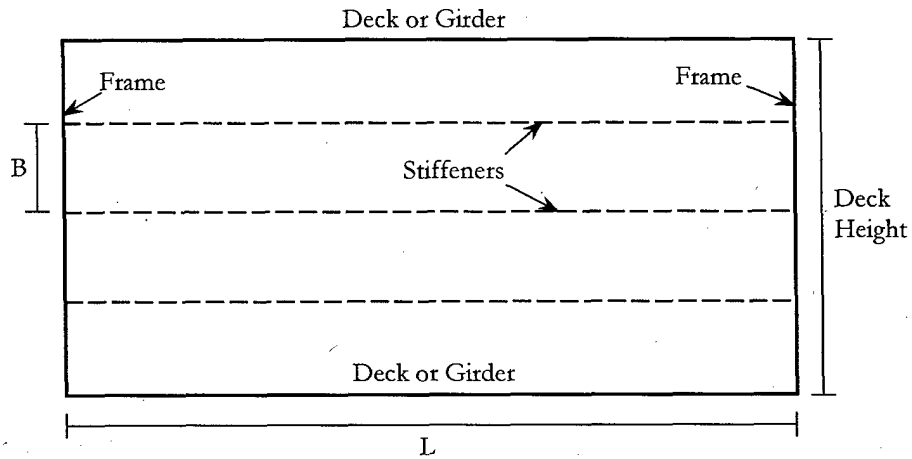 Deck or Girder
Frame
Frame
B
Stiffeners
Deck
Height
Deck or Girder
L